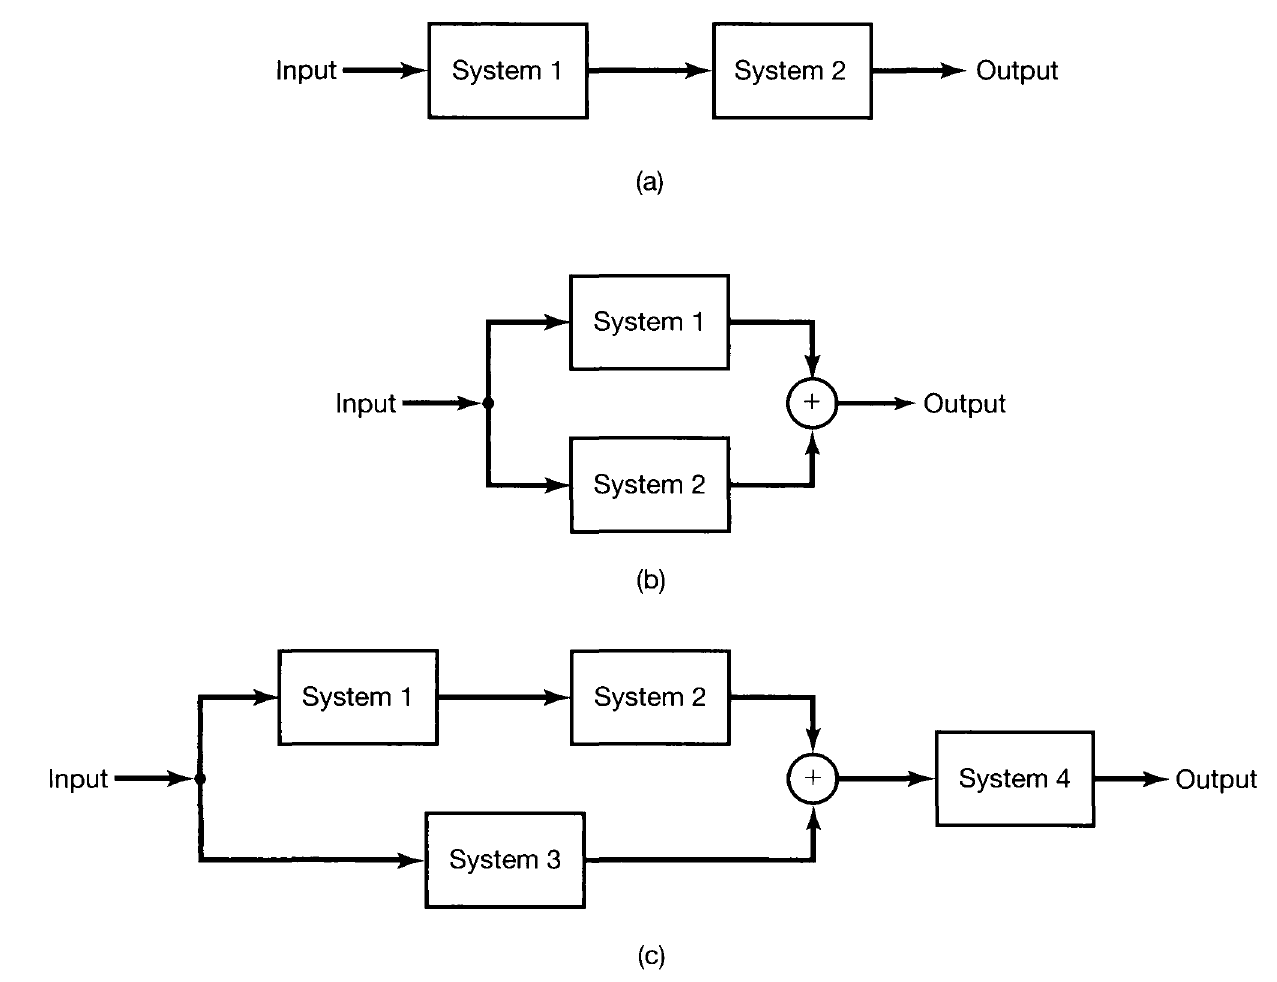 Input System 1 System 2 Output
(a)
System 1
Input + Output
System 2
(b)
System 1 System 2
Input + System 4 Output
System 3
(c)